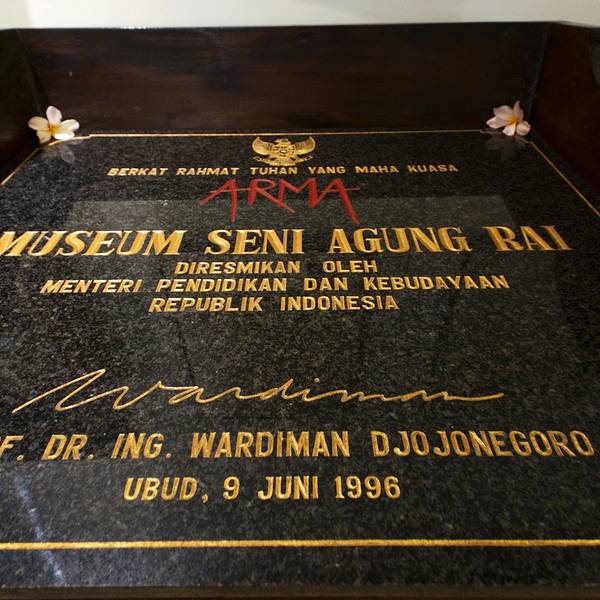 BERKAT RAHMAT TUHAN YANG MAHA KUASA
ARMA
MUSEUM SENI AGUNG RAI
DIRESMIKAN OLEH
MENTERI PENDIDIKAN DAN KEBUDAYAAN
REPUBLIK INDONESIA
Wardiman
F. DR. ING. WARDIMAN DJOJONEGORO
UBUD, 9 JUNI 1996